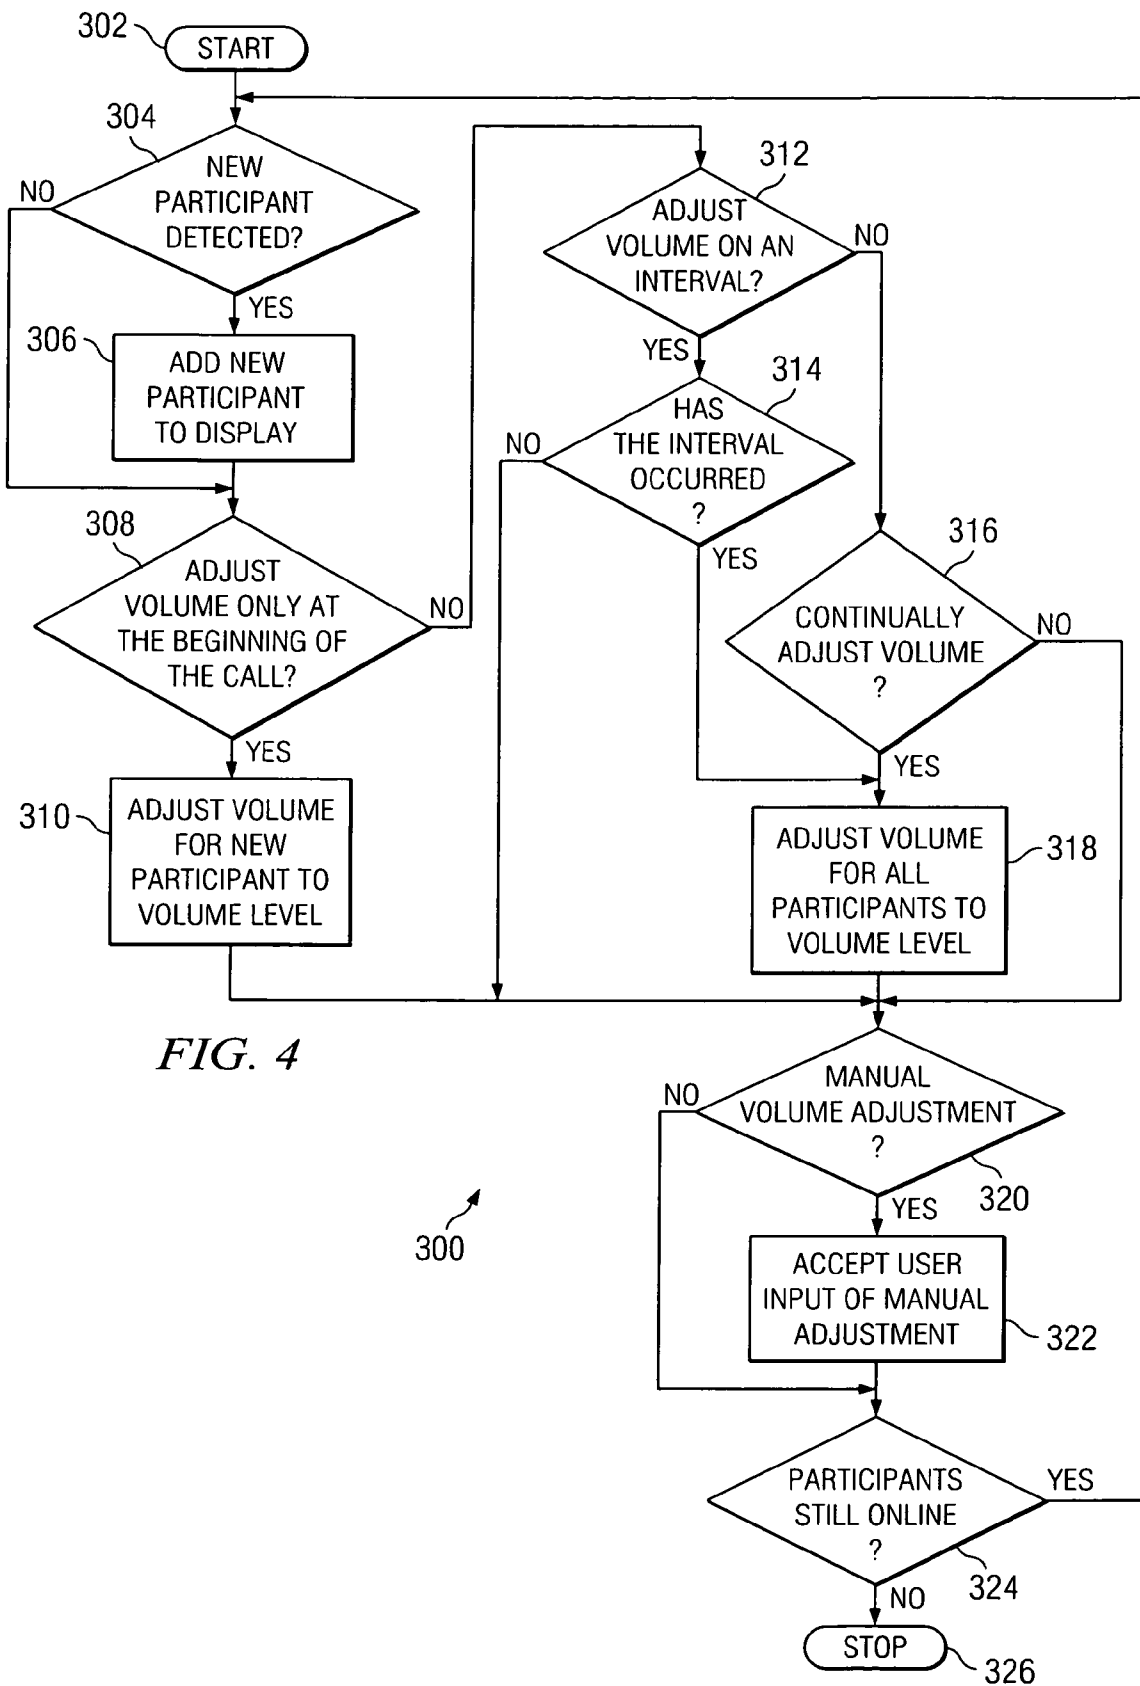 302
START
304
NEW
PARTICIPANT
DETECTED?
NO
YES
306
ADD NEW
PARTICIPANT
TO DISPLAY
308
ADJUST
VOLUME ONLY AT
THE BEGINNING OF
THE CALL?
NO
YES
310
ADJUST VOLUME
FOR NEW
PARTICIPANT TO
VOLUME LEVEL
312
ADJUST
VOLUME ON AN
INTERVAL?
NO
YES
314
HAS
THE INTERVAL
OCCURRED
?
NO
YES
316
CONTINUALLY
ADJUST VOLUME
?
NO
YES
318
ADJUST VOLUME
FOR ALL
PARTICIPANTS TO
VOLUME LEVEL
FIG. 4
300
MANUAL
VOLUME ADJUSTMENT
?
NO
320
YES
ACCEPT USER
INPUT OF MANUAL
ADJUSTMENT
322
PARTICIPANTS
STILL ONLINE
?
YES
324
NO
STOP
326